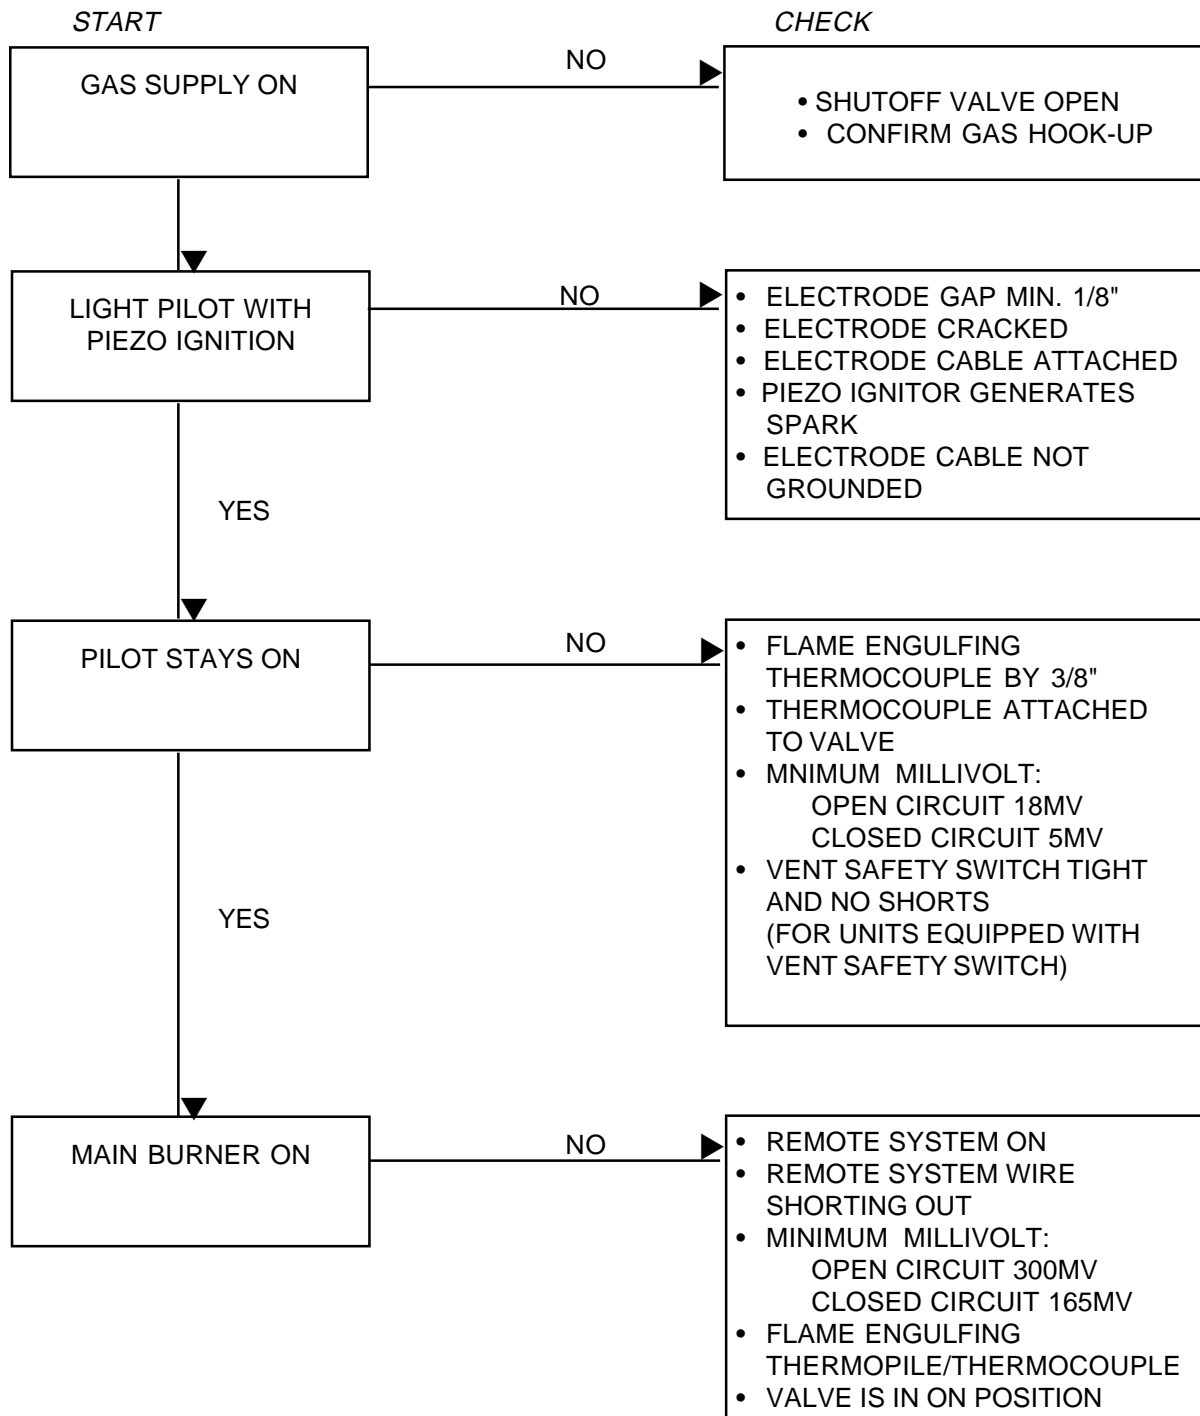 START
CHECK
GAS SUPPLY ON
NO
• SHUTOFF VALVE OPEN
• CONFIRM GAS HOOK-UP
LIGHT PILOT WITH
PIEZO IGNITION
NO
• ELECTRODE GAP MIN. 1/8"
• ELECTRODE CRACKED
• ELECTRODE CABLE ATTACHED
• PIEZO IGNITOR GENERATES
SPARK
• ELECTRODE CABLE NOT
GROUNDED
YES
PILOT STAYS ON
NO
• FLAME ENGULFING
THERMOCOUPLE BY 3/8"
• THERMOCOUPLE ATTACHED
TO VALVE
• MNIMUM MILLIVOLT:
OPEN CIRCUIT 18MV
CLOSED CIRCUIT 5MV
• VENT SAFETY SWITCH TIGHT
AND NO SHORTS
(FOR UNITS EQUIPPED WITH
VENT SAFETY SWITCH)
YES
MAIN BURNER ON
NO
• REMOTE SYSTEM ON
• REMOTE SYSTEM WIRE
SHORTING OUT
• MINIMUM MILLIVOLT:
OPEN CIRCUIT 300MV
CLOSED CIRCUIT 165MV
• FLAME ENGULFING
THERMOPILE/THERMOCOUPLE
• VALVE IS IN ON POSITION